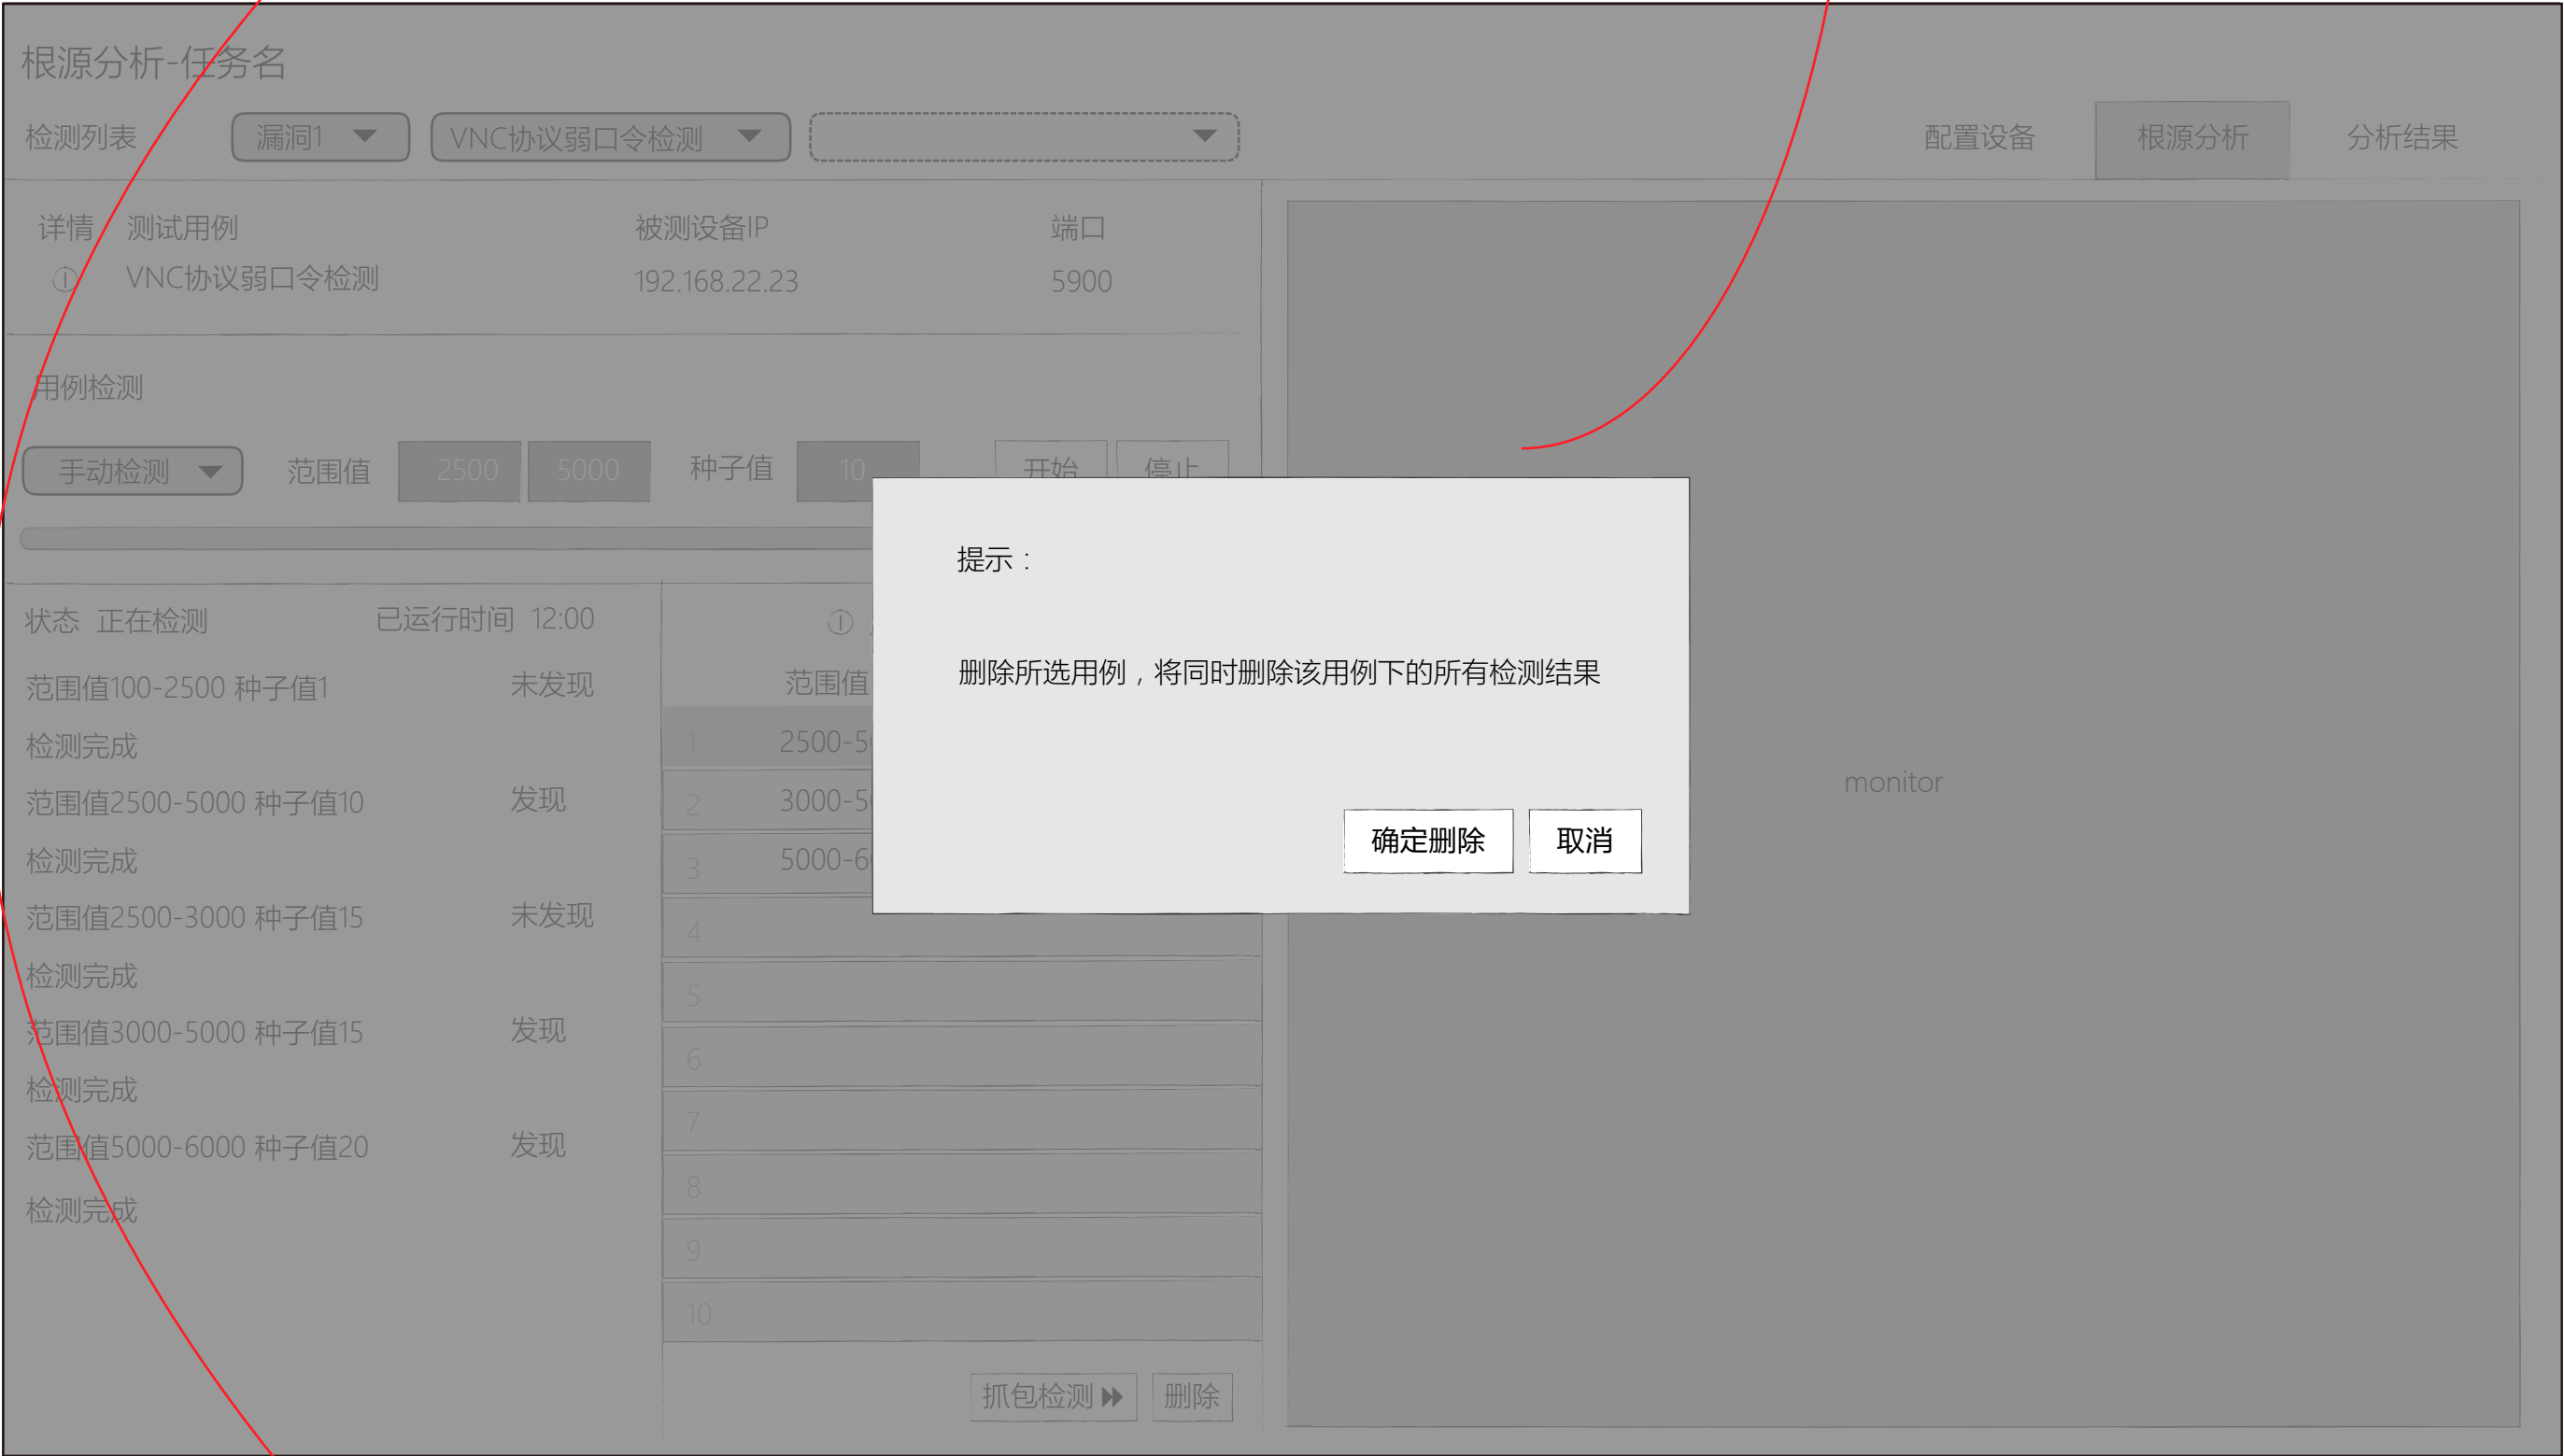 根源分析-任务名
检测列表 漏洞1 VNC协议弱口令检测 配置设备 根源分析 分析结果
详情 测试用例 被测设备IP 端口
VNC协议弱口令检测 192.168.22.23 5900
用例检测
手动检测 范围值 2500 5000 种子值 10 开始 停止
提示：
删除所选用例，将同时删除该用例下的所有检测结果
确定删除 取消
状态 正在检测 已运行时间 12:00
范围值100-2500 种子值1 未发现
检测完成
范围值2500-5000 种子值10 发现
检测完成
范围值2500-3000 种子值15 未发现
检测完成
范围值3000-5000 种子值15 发现
检测完成
范围值5000-6000 种子值20 发现
检测完成
范围值
1 2500-5
2 3000-5
3 5000-6
4
5
6
7
8
9
10
抓包检测 删除
monitor